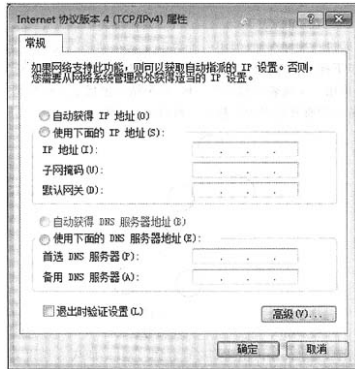 Internet 协议版本 4 (TCP/IPv4) 属性
常规
如果网络支持此功能，则可以获取自动指派的 IP 设置。否则，
您需要从网络系统管理员处获得适当的 IP 设置。
自动获得 IP 地址(O)
使用下面的 IP 地址(S):
IP 地址(I):
子网掩码(U):
默认网关(D):
自动获得 DNS 服务器地址(B)
使用下面的 DNS 服务器地址(E):
首选 DNS 服务器(P):
备用 DNS 服务器(A):
退出时验证设置(L)
高级(V)...
确定
取消